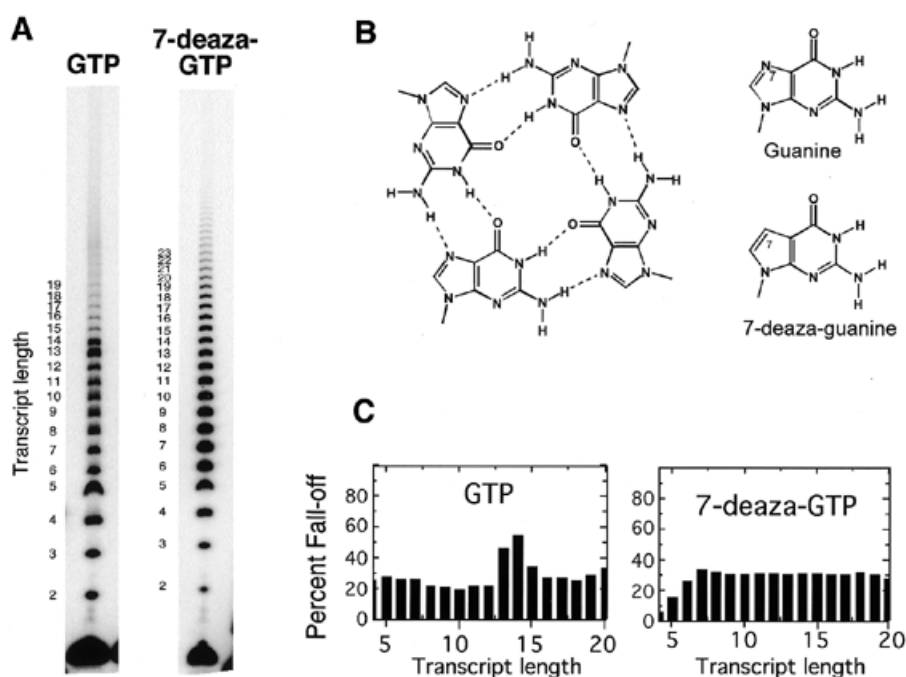 A
GTP
7-deaza-
GTP
Transcript length
19
18
17
16
15
14
13
12
11
10
9
8
7
6
5
4
3
2
23
22
21
20
19
18
17
16
15
14
13
12
11
10
9
8
7
6
5
4
3
2
B
H
H N N N
N
H N N
O
N N
O
H
N N
H N N H
H
O
N N H
N N N H
H
O
H N N
N N
N H
H
O
N N H
7
N N N H
H
Guanine
O
N H
7
N N N H
H
7-deaza-guanine
C
Percent Fall-off
80
60
40
20
0
GTP
5 10 15 20
Transcript length
80
60
40
20
0
7-deaza-GTP
5 10 15 20
Transcript length